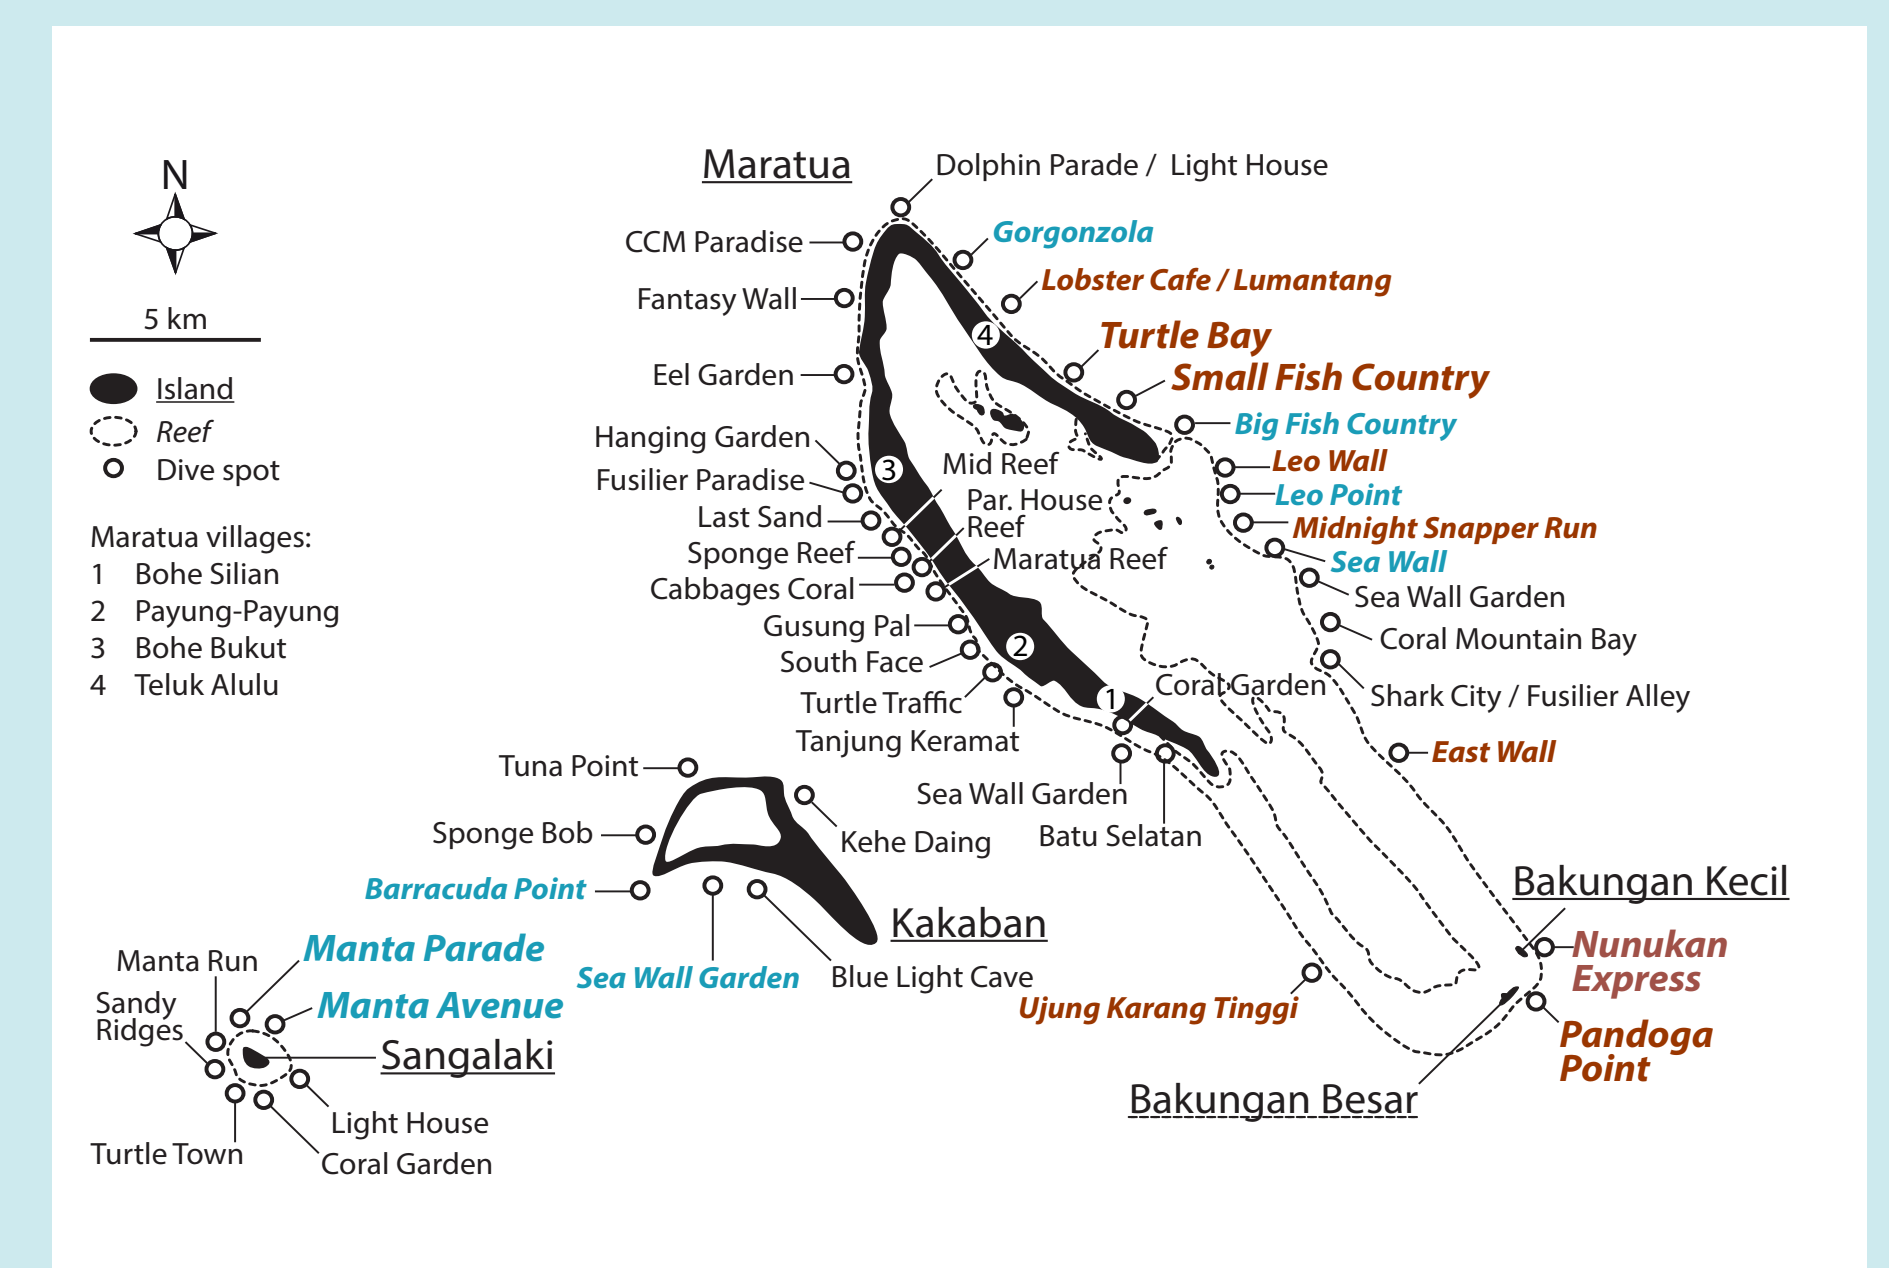 Maratua
Dolphin Parade / Light House
N
CCM Paradise
Gorgonzola
Fantasy Wall
Lobster Cafe / Lumantang
5 km
4
Turtle Bay
Eel Garden
Small Fish Country
Island
Reef
Dive spot
Big Fish Country
Hanging Garden
3
Mid Reef
Leo Wall
Fusilier Paradise
Par. House
Reef
Leo Point
Last Sand
Midnight Snapper Run
Maratua villages:
1 Bohe Silian
2 Payung-Payung
3 Bohe Bukut
4 Teluk Alulu
Sponge Reef
Maratua Reef
Sea Wall
Cabbages Coral
Sea Wall Garden
Gusung Pal
Coral Mountain Bay
2
South Face
Turtle Traffic
1
Coral Garden
Shark City / Fusilier Alley
Tanjung Keramat
East Wall
Tuna Point
Sea Wall Garden
Sponge Bob
Kehe Daing
Batu Selatan
Barracuda Point
Bakungan Kecil
Kakaban
Manta Parade
Manta Run
Sea Wall Garden
Blue Light Cave
Nunukan
Express
Sandy
Ridges
Manta Avenue
Ujung Karang Tinggi
Pandoga
Point
Sangalaki
Bakungan Besar
Light House
Turtle Town
Coral Garden